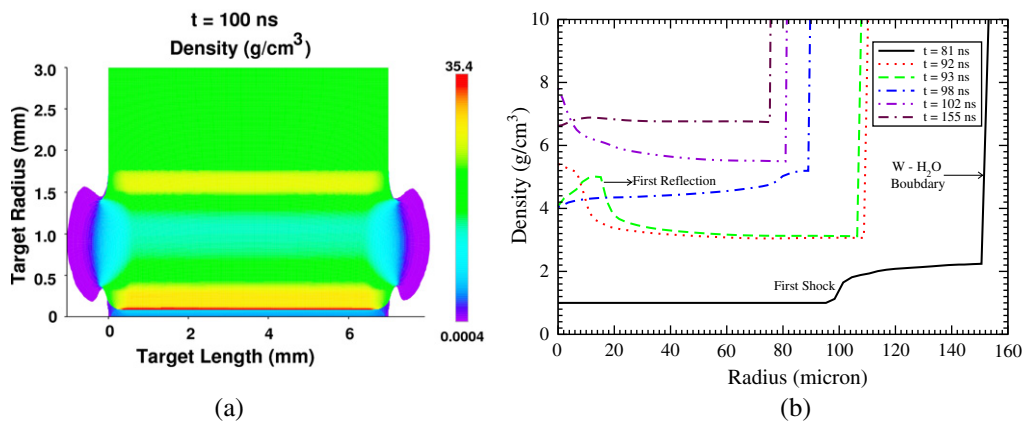 t = 100 ns
Density (g/cm³)
35.4
0.0004
3.0
2.5
2.0
1.5
1.0
0.5
0
Target Radius (mm)
0 2 4 6
Target Length (mm)
(a)
10
8
6
4
2
0
Density (g/cm³)
t = 81 ns
t = 92 ns
t = 93 ns
t = 98 ns
t = 102 ns
t = 155 ns
First Reflection
W - H₂O
Boubdary
First Shock
0 20 40 60 80 100 120 140 160
Radius (micron)
(b)